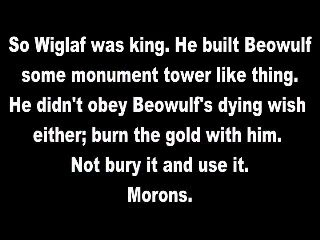 So Wiglaf was king. He built Beowulf
some monument tower like thing.
He didn't obey Beowulf's dying wish
either; burn the gold with him.
Not bury it and use it.
Morons.